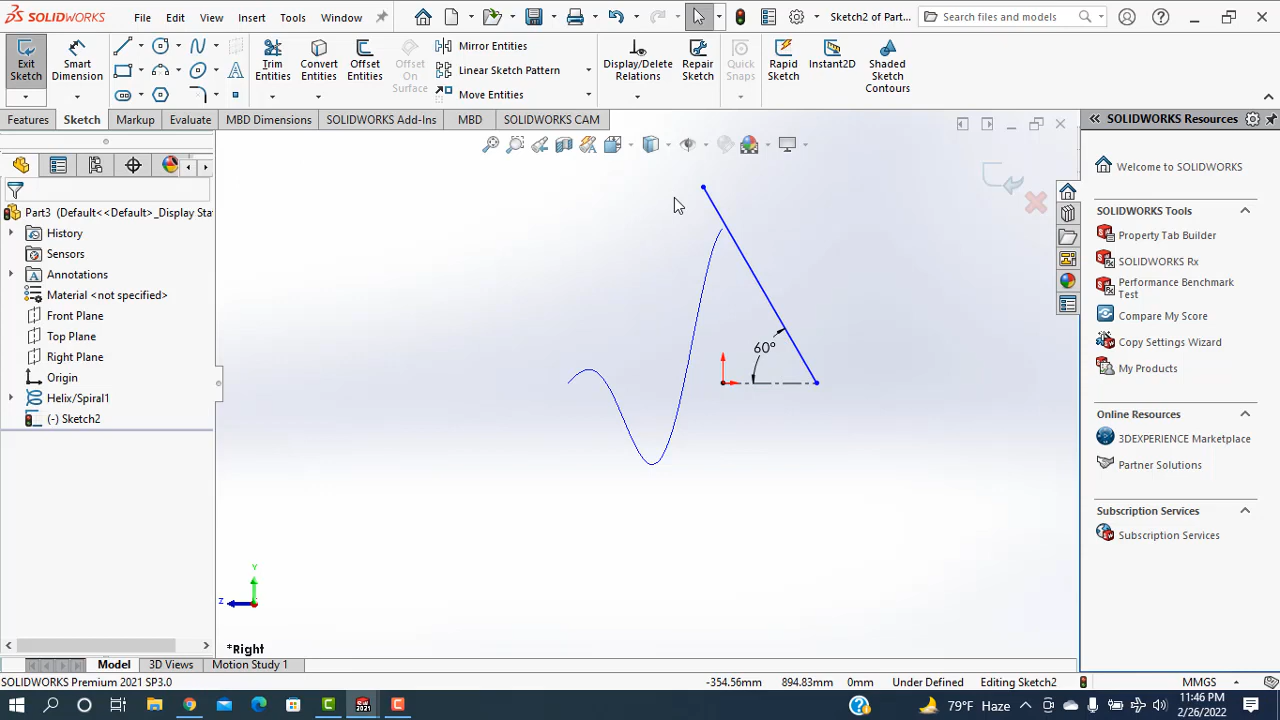 File Edit View Insert Tools Window
Sketch2 of Part...
Search files and models
Exit Sketch
Smart Dimension
Trim Entities
Convert Entities
Offset Entities
Offset On Surface
Mirror Entities
Linear Sketch Pattern
Move Entities
Display/Delete Relations
Repair Sketch
Quick Snaps
Rapid Sketch
Instant2D
Shaded Sketch Contours
Features Sketch Markup Evaluate MBD Dimensions SOLIDWORKS Add-Ins MBD SOLIDWORKS CAM
Part3 (Default<<Default>_Display Sta
History
Sensors
Annotations
Material <not specified>
Front Plane
Top Plane
Right Plane
Origin
Helix/Spiral1
(-) Sketch2
60°
Y
Z
*Right
SOLIDWORKS Resources
Welcome to SOLIDWORKS
SOLIDWORKS Tools
Property Tab Builder
SOLIDWORKS Rx
Performance Benchmark
Test
Compare My Score
Copy Settings Wizard
My Products
Online Resources
3DEXPERIENCE Marketplace
Partner Solutions
Subscription Services
Subscription Services
Model 3D Views Motion Study 1
SOLIDWORKS Premium 2021 SP3.0
-354.56mm 894.83mm 0mm Under Defined Editing Sketch2 MMGS
79°F Haze
11:46 PM
2/26/2022